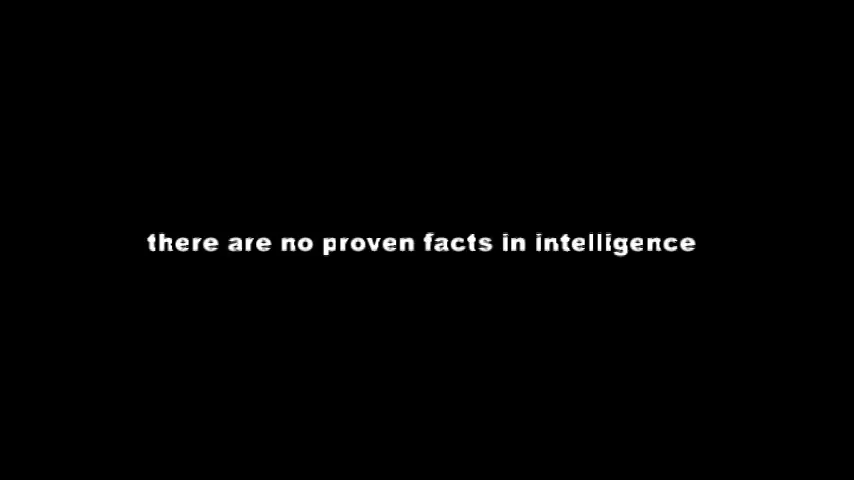 there are no proven facts in intelligence